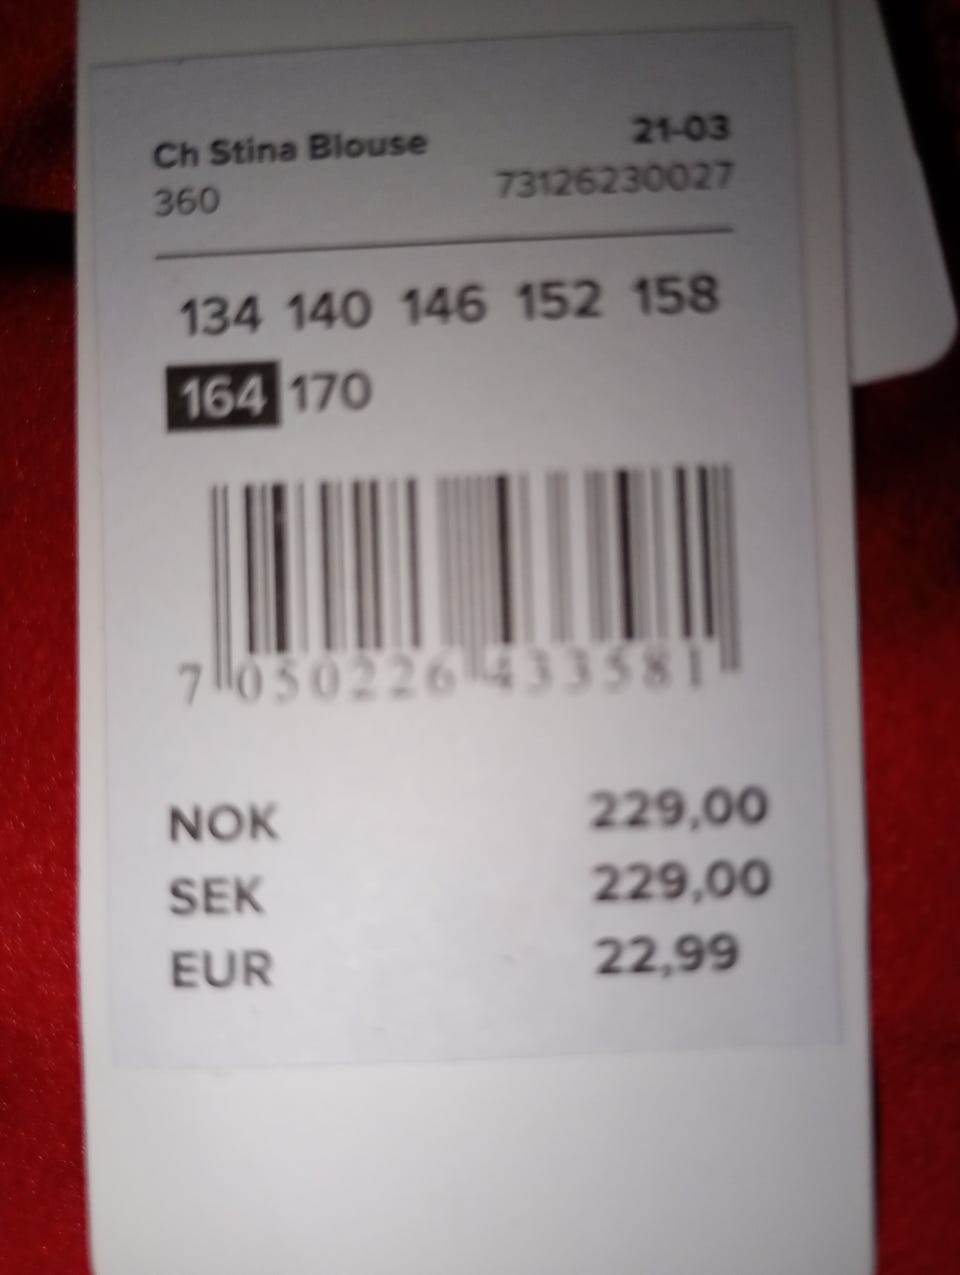 Ch Stina Blouse 21-03
360 73126230027
134 140 146 152 158
164 170
7 050226 433581
NOK 229,00
SEK 229,00
EUR 22,99